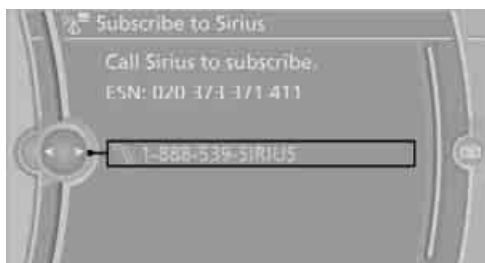 Subscribe to Sirius
Call Sirius to subscribe.
ESN: 020 373 371 411
1-888-539-SIRIUS